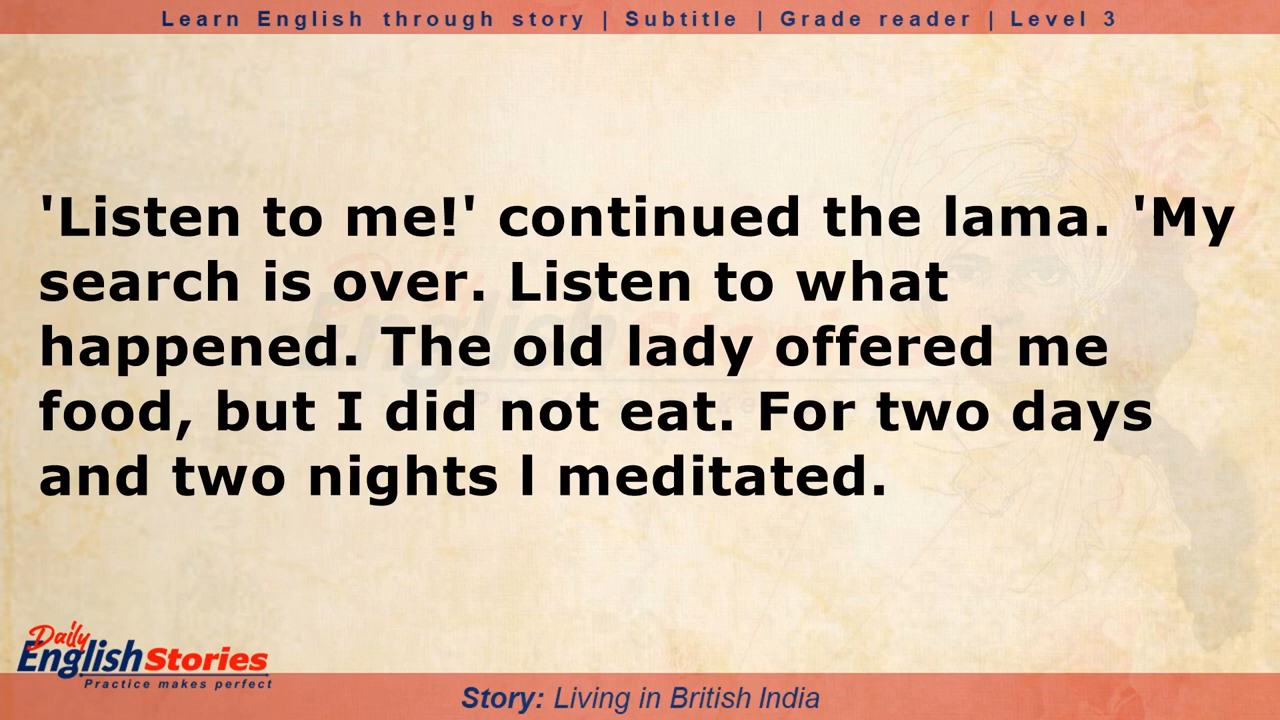 Learn English through story | Subtitle | Grade reader | Level 3
'Listen to me!' continued the lama. 'My
search is over. Listen to what
happened. The old lady offered me
food, but I did not eat. For two days
and two nights l meditated.
Daily
English Stories
Practice makes perfect
Story: Living in British India